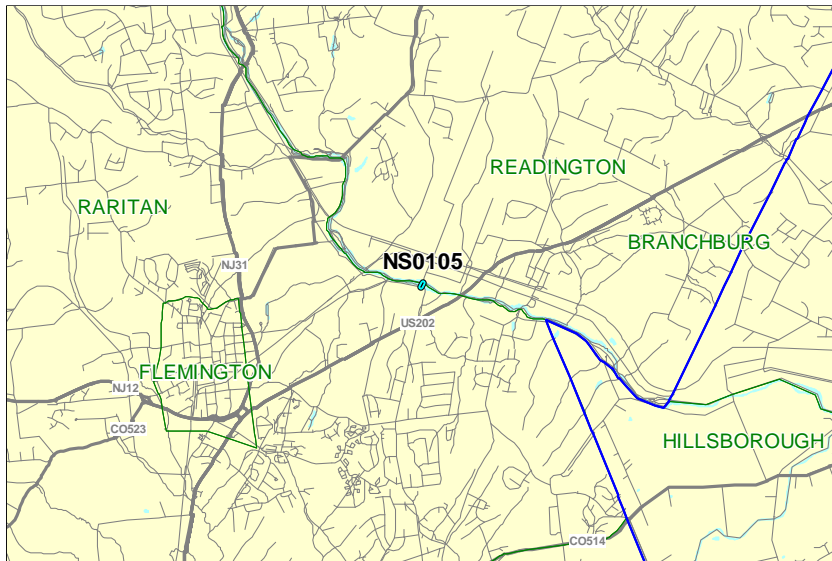 READINGTON
RARITAN
BRANCHBURG
NS0105
NJ31
US202
FLEMINGTON
NJ12
CO523
HILLSBOROUGH
CO514